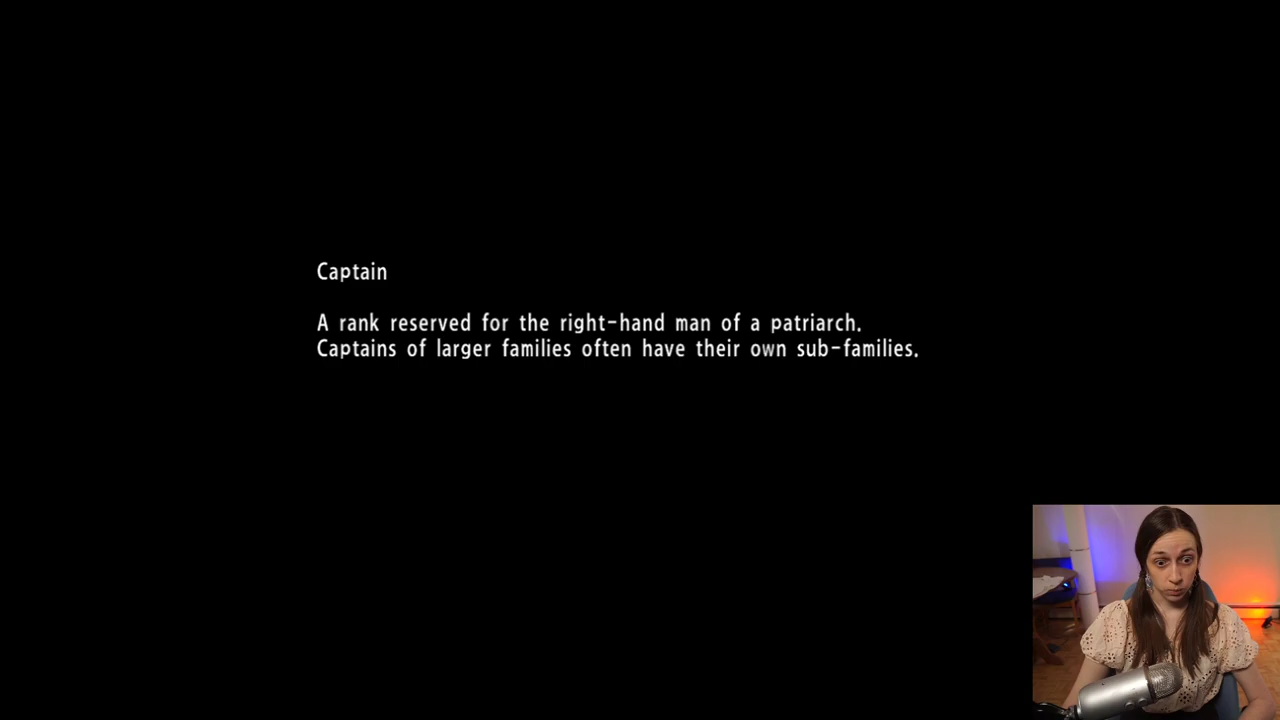 Captain
A rank reserved for the right-hand man of a patriarch.
Captains of larger families often have their own sub-families.